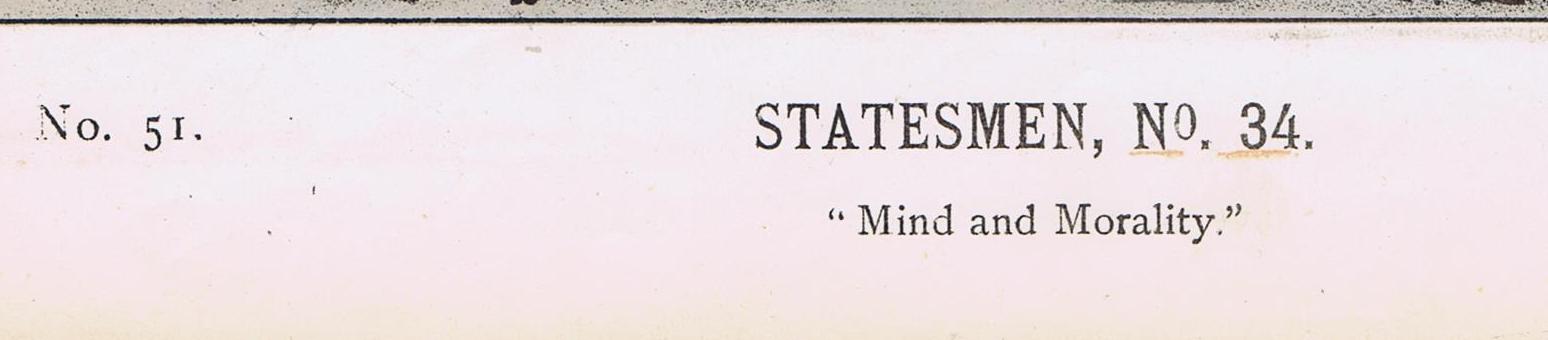 No. 51.
STATESMEN, No. 34.
“Mind and Morality.”